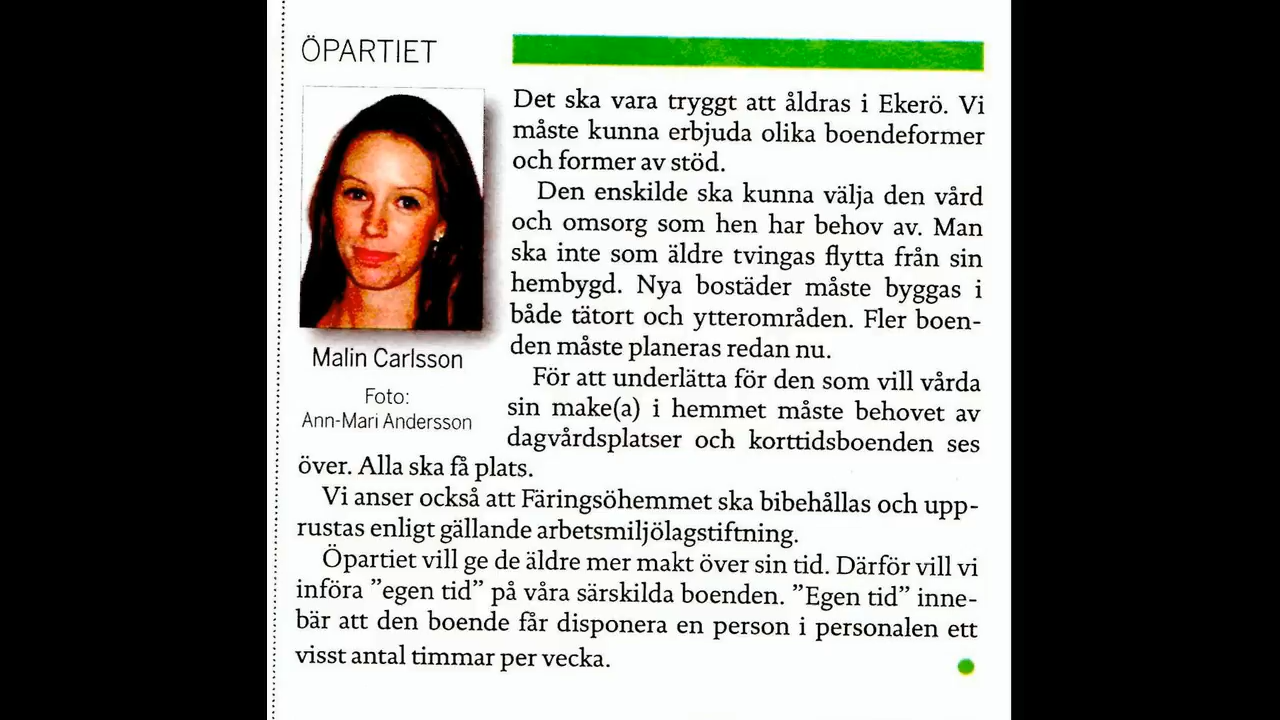 ÖPARTIET
Malin Carlsson
Foto:
Ann-Mari Andersson
Det ska vara tryggt att åldras i Ekerö. Vi
måste kunna erbjuda olika boendeformer
och former av stöd.
Den enskilde ska kunna välja den vård
och omsorg som hen har behov av. Man
ska inte som äldre tvingas flytta från sin
hembygd. Nya bostäder måste byggas i
både tätort och ytterområden. Fler boen-
den måste planeras redan nu.
För att underlätta för den som vill vårda
sin make(a) i hemmet måste behovet av
dagvårdsplatser och korttidsboenden ses
över. Alla ska få plats.
Vi anser också att Färingsöhemmet ska bibehållas och upp-
rustas enligt gällande arbetsmiljölagstiftning.
Öpartiet vill ge de äldre mer makt över sin tid. Därför vill vi
införa ”egen tid” på våra särskilda boenden. ”Egen tid” inne-
bär att den boende får disponera en person i personalen ett
visst antal timmar per vecka.